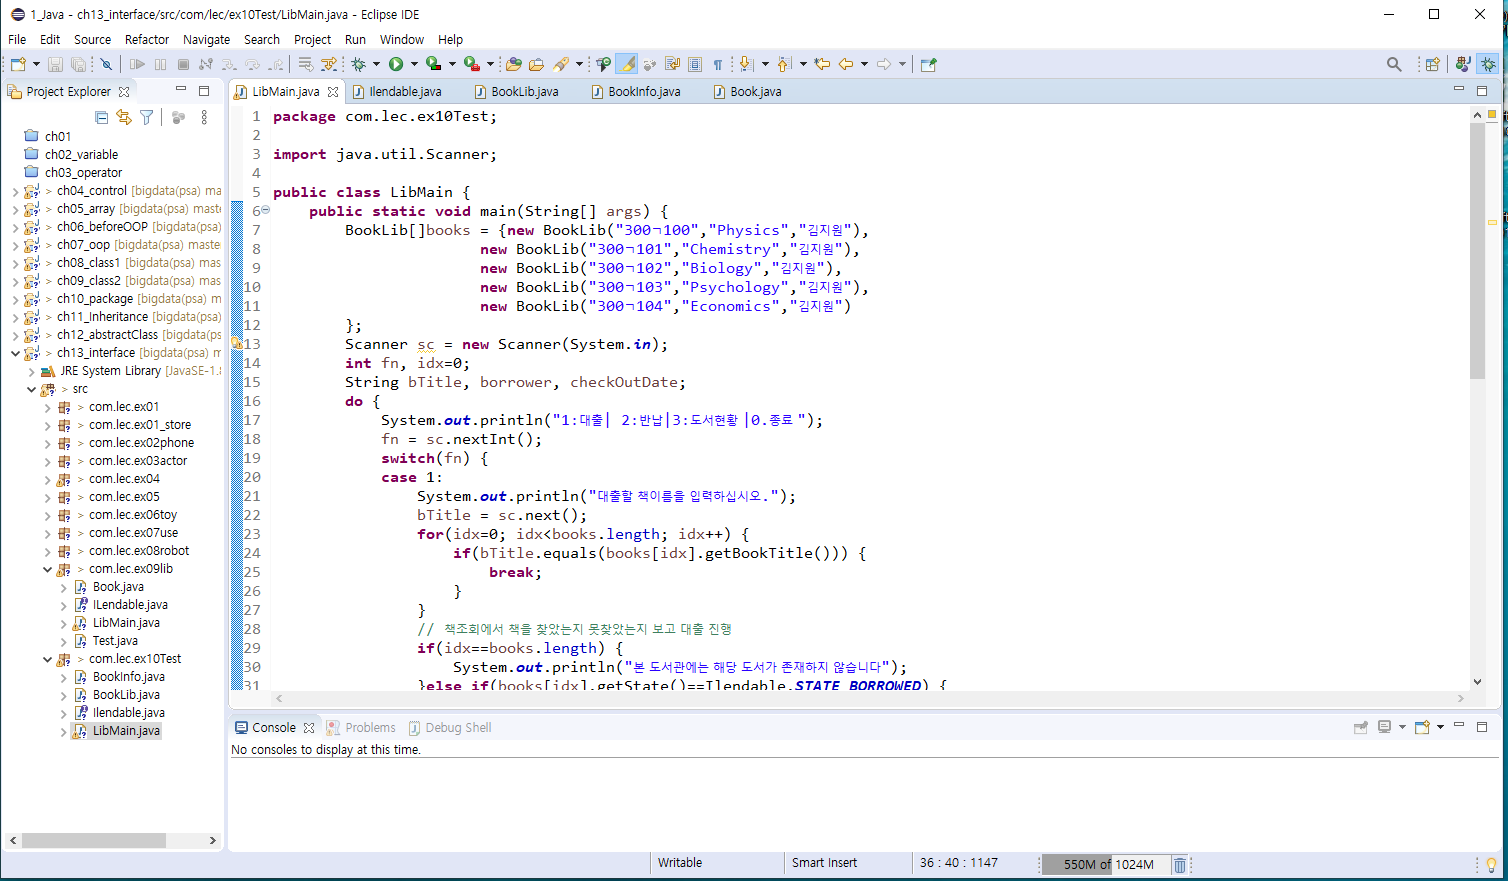 1_Java - ch13_interface/src/com/lec/ex10Test/LibMain.java - Eclipse IDE
File Edit Source Refactor Navigate Search Project Run Window Help
Project Explorer
ch01
ch02_variable
ch03_operator
> ch04_control [bigdata(psa) ma
> ch05_array [bigdata(psa) maste
> ch06_beforeOOP [bigdata(psa)
> ch07_oop [bigdata(psa) master
> ch08_class1 [bigdata(psa) mast
> ch09_class2 [bigdata(psa) mast
> ch10_package [bigdata(psa) m
> ch11_Inheritance [bigdata(psa)
> ch12_abstractClass [bigdata(ps
> ch13_interface [bigdata(psa) m
JRE System Library [JavaSE-1.8
> src
> com.lec.ex01
> com.lec.ex01_store
> com.lec.ex02phone
> com.lec.ex03actor
> com.lec.ex04
> com.lec.ex05
> com.lec.ex06toy
> com.lec.ex07use
> com.lec.ex08robot
> com.lec.ex09lib
Book.java
ILendable.java
LibMain.java
Test.java
> com.lec.ex10Test
BookInfo.java
BookLib.java
Ilendable.java
LibMain.java
LibMain.java Ilendable.java BookLib.java BookInfo.java Book.java
1 package com.lec.ex10Test;
2
3 import java.util.Scanner;
4
5 public class LibMain {
6 public static void main(String[] args) {
7 BookLib[]books = {new BookLib("300ㄱ100","Physics","김지원"),
8 new BookLib("300ㄱ101","Chemistry","김지원"),
9 new BookLib("300ㄱ102","Biology","김지원"),
10 new BookLib("300ㄱ103","Psychology","김지원"),
11 new BookLib("300ㄱ104","Economics","김지원")
12 };
13 Scanner sc = new Scanner(System.in);
14 int fn, idx=0;
15 String bTitle, borrower, checkOutDate;
16 do {
17 System.out.println("1:대출| 2:반납|3:도서현황 |0.종료 ");
18 fn = sc.nextInt();
19 switch(fn) {
20 case 1:
21 System.out.println("대출할 책이름을 입력하십시오.");
22 bTitle = sc.next();
23 for(idx=0; idx<books.length; idx++) {
24 if(bTitle.equals(books[idx].getBookTitle())) {
25 break;
26 }
27 }
28 // 책조회에서 책을 찾았는지 못찾았는지 보고 대출 진행
29 if(idx==books.length) {
30 System.out.println("본 도서관에는 해당 도서가 존재하지 않습니다");
31 }else if(books[idx].getState()==Ilendable.STATE_BORROWED) {
Console Problems Debug Shell
No consoles to display at this time.
Writable Smart Insert 36 : 40 : 1147 550M of 1024M